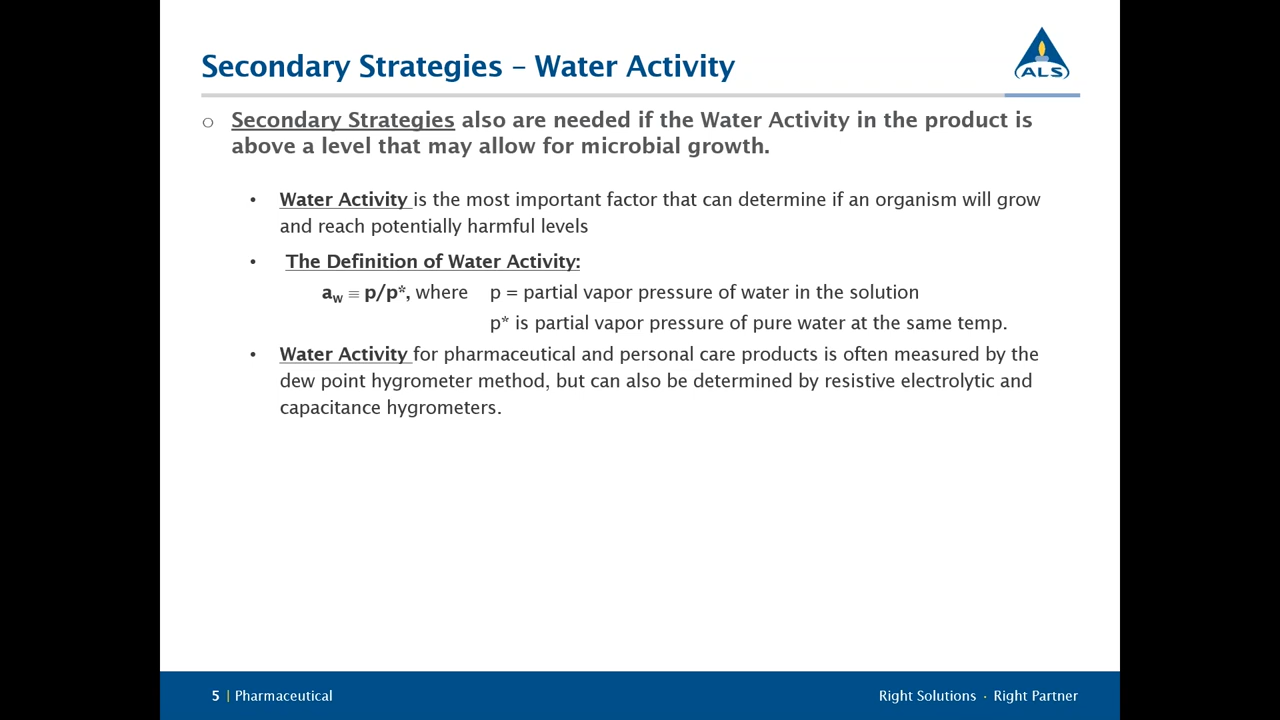 Secondary Strategies – Water Activity
ALS
○ Secondary Strategies also are needed if the Water Activity in the product is
above a level that may allow for microbial growth.
• Water Activity is the most important factor that can determine if an organism will grow
and reach potentially harmful levels
• The Definition of Water Activity:
aw ≡ p/p*, where p = partial vapor pressure of water in the solution
p* is partial vapor pressure of pure water at the same temp.
• Water Activity for pharmaceutical and personal care products is often measured by the
dew point hygrometer method, but can also be determined by resistive electrolytic and
capacitance hygrometers.
5 | Pharmaceutical
Right Solutions · Right Partner